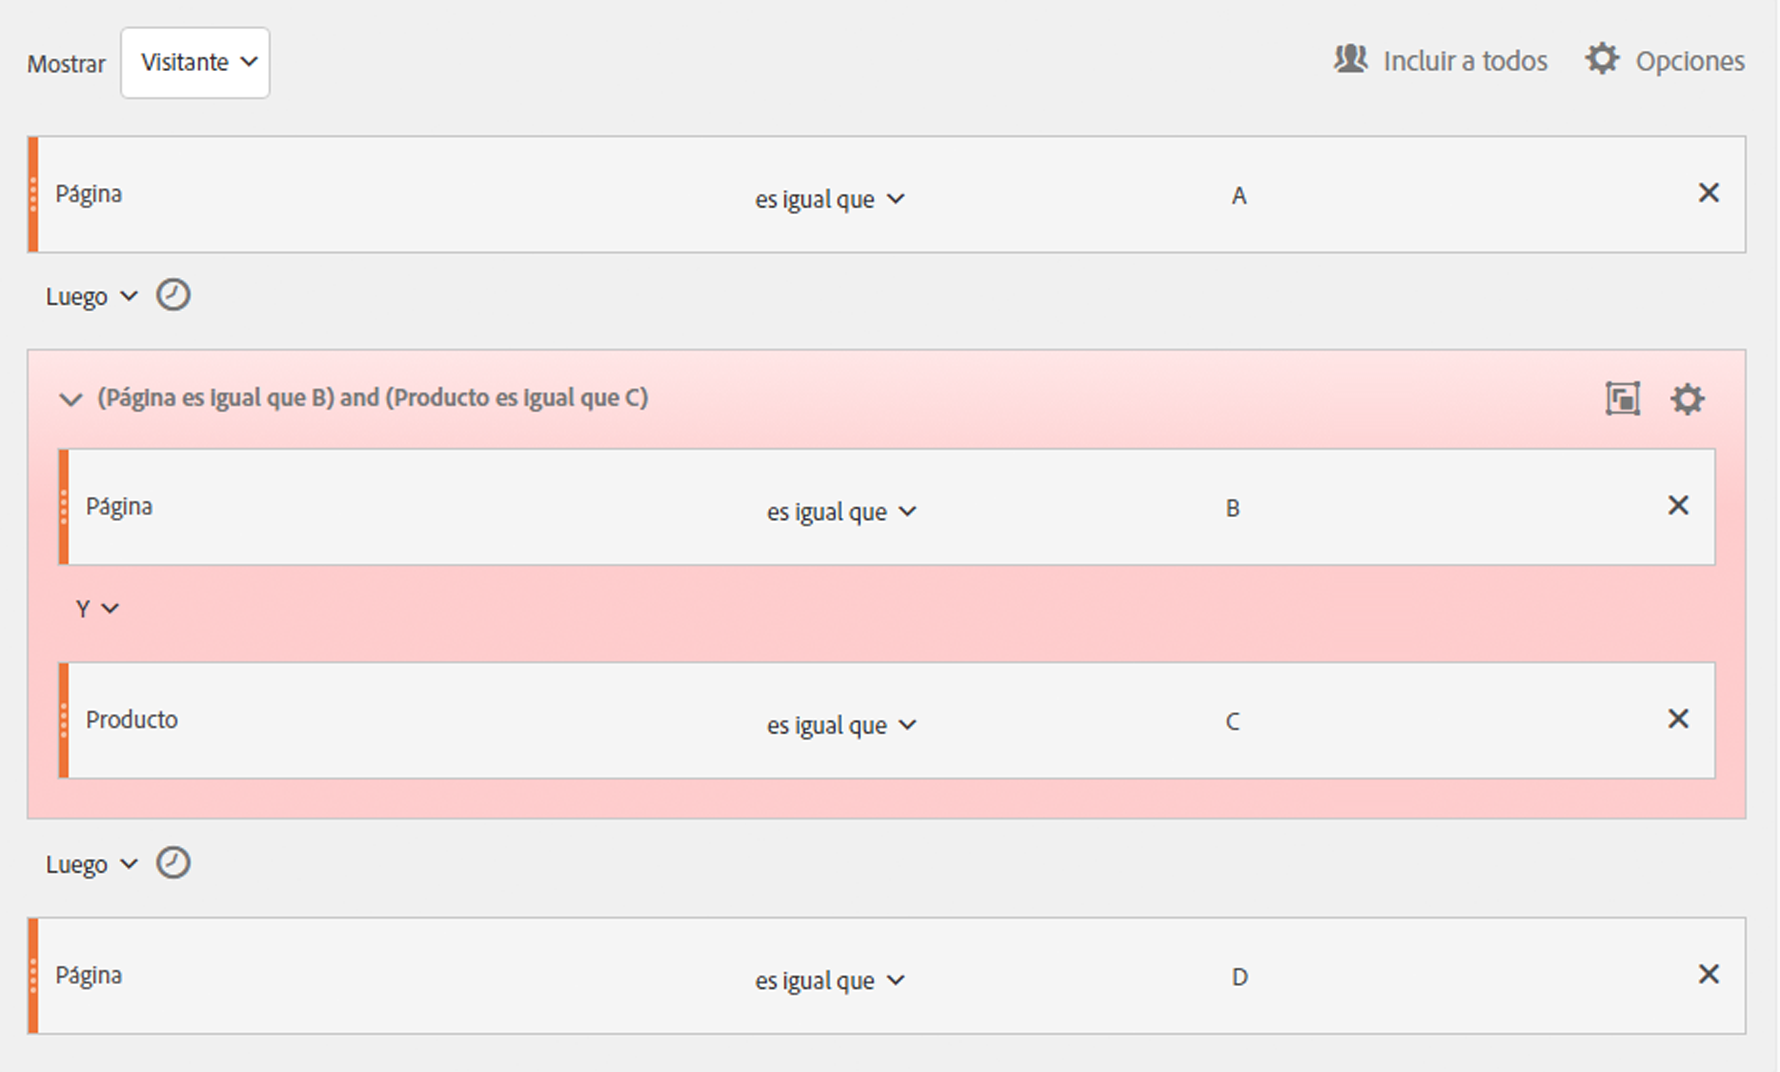 Mostrar Visitante Incluir a todos Opciones
Página es igual que A
Luego
(Página es igual que B) and (Producto es igual que C)
Página es igual que B
Y
Producto es igual que C
Luego
Página es igual que D